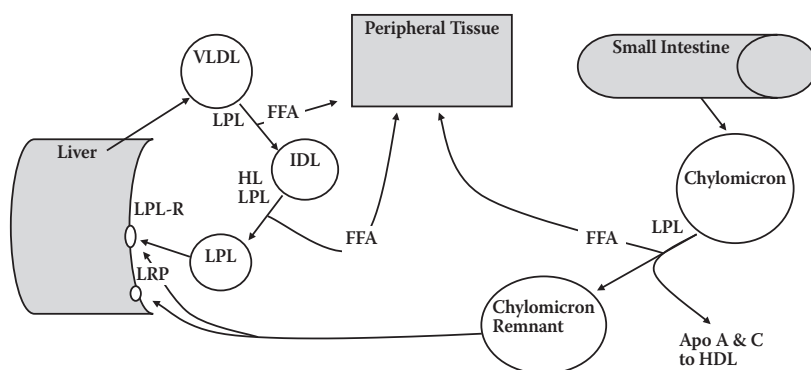 Peripheral Tissue
Small Intestine
VLDL
LPL
FFA
Liver
IDL
HL
LPL
Chylomicron
LPL-R
LPL
FFA
FFA
LPL
LRP
Chylomicron
Remnant
Apo A & C
to HDL